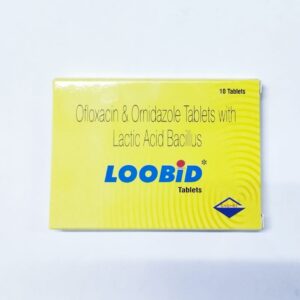 10 Tablets
Ofloxacin & Ornidazole Tablets with
Lactic Acid Bacillus
LOOBiD*
Tablets